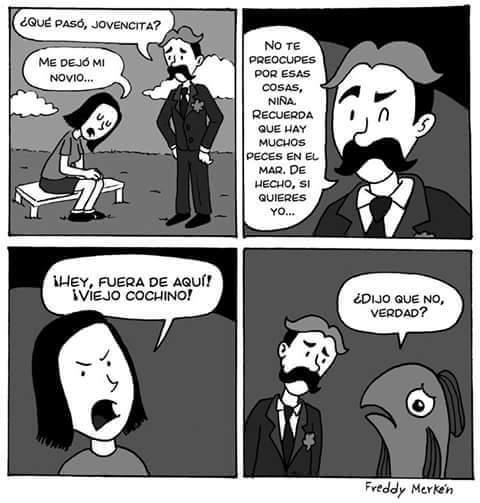 ¿QUÉ PASÓ, JOVENCITA?
ME DEJÓ MI
NOVIO...
NO TE
PREOCUPES
POR ESAS
COSAS,
NIÑA.
RECUERDA
QUE HAY
MUCHOS
PECES EN EL
MAR. DE
HECHO, SI
QUIERES
YO...
¡HEY, FUERA DE AQUÍ!
¡VIEJO COCHINO!
¿DIJO QUE NO,
VERDAD?
Freddy Merkén